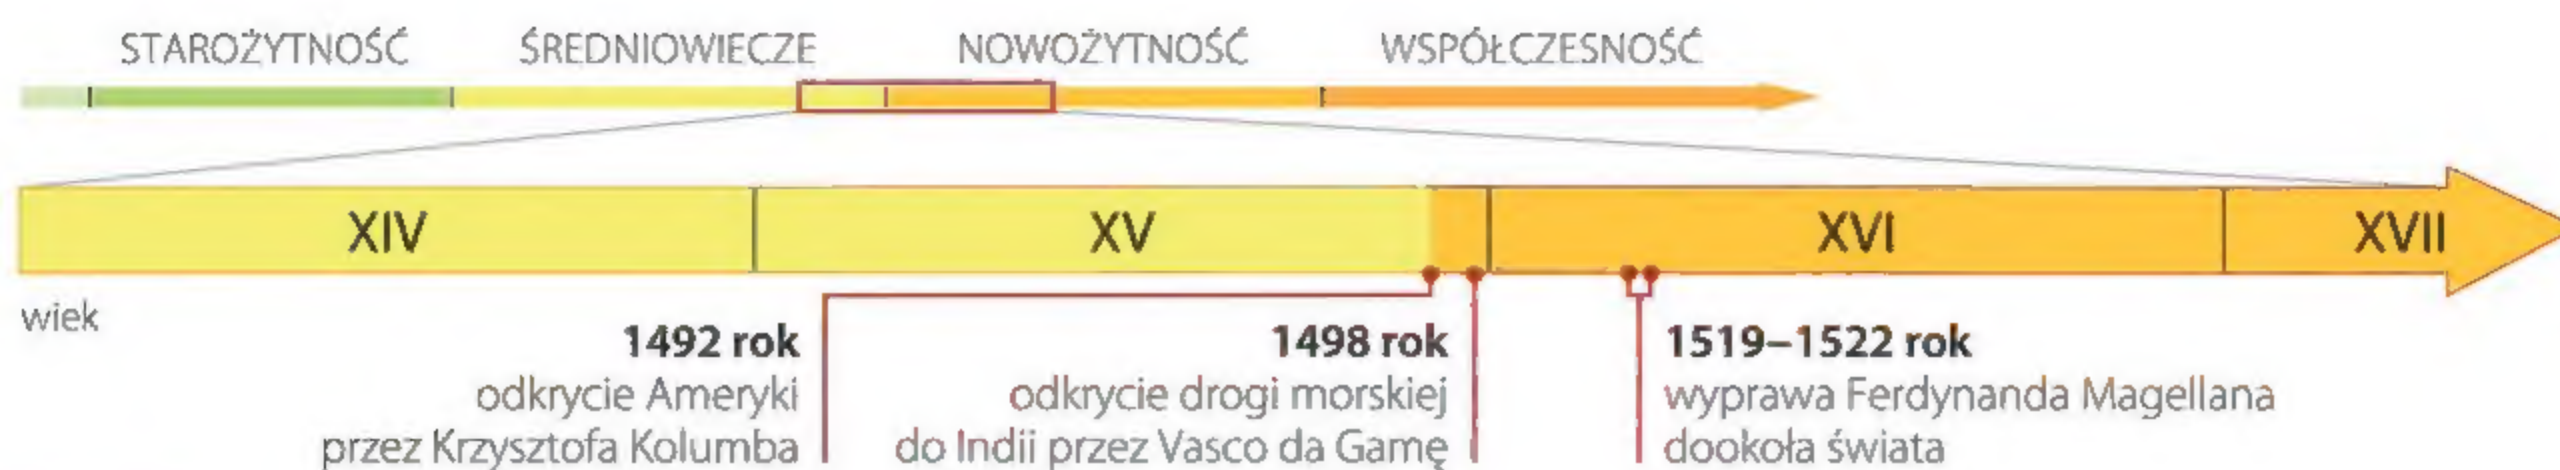 STAROŻYTNOŚĆ ŚREDNIOWIECZE NOWOŻYTNOŚĆ WSPÓŁCZESNOŚĆ
XIV XV XVI XVII
wiek
1492 rok
odkrycie Ameryki
przez Krzysztofa Kolumba
1498 rok
odkrycie drogi morskiej
do Indii przez Vasco da Gamę
1519–1522 rok
wyprawa Ferdynanda Magellana
dookoła świata